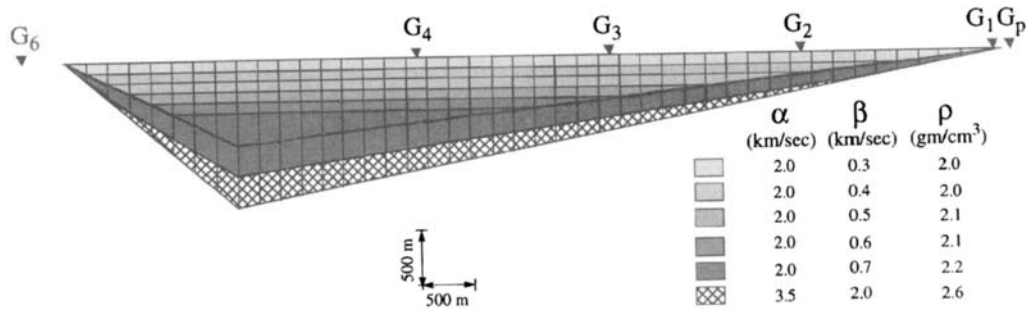 G6 G4 G3 G2 G1 Gp
α β ρ
(km/sec) (km/sec) (gm/cm³)
2.0 0.3 2.0
2.0 0.4 2.0
2.0 0.5 2.1
2.0 0.6 2.1
2.0 0.7 2.2
3.5 2.0 2.6
500 m
500 m